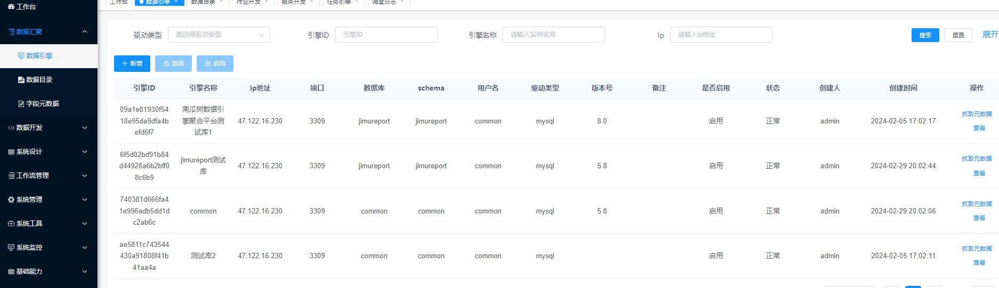 工作台
数据汇聚
数据引擎
数据目录
字段元数据
数据开发
系统设计
工作流管理
系统管理
系统工具
系统监控
基础能力
工作台 数据引擎 × 数据目录 × 作业开发 × 服务开发 × 任务引擎 × 调度日志 ×
驱动类型 请选择驱动类型 引擎ID 引擎ID 引擎名称 请输入实例名称 ip 请输入ip地址 搜索 重置 展开
+ 新增 禁用 启用
引擎ID 引擎名称 ip地址 端口 数据库 schema 用户名 驱动类型 版本号 备注 是否启用 状态 创建人 创建时间 操作
09a1e81930f54
18e95da9dfa4b
efd6f7
南瓜树数据引
擎聚合平台测
试库1
47.122.16.230 3309 jimureport jimureport common mysql 8.0 启用 正常 admin 2024-02-05 17:02:17
抓取元数据
查看
6f5d02bd91b84
d44928a6b2bff0
8c6b9
jimureport测试
库
47.122.16.230 3309 jimureport jimureport common mysql 5.8 启用 正常 admin 2024-02-29 20:02:44
抓取元数据
查看
740381d666fa4
1e996adb5dd1d
c2ab6c
common 47.122.16.230 3309 common common common mysql 5.8 启用 正常 admin 2024-02-29 20:02:06
抓取元数据
查看
ae5811c743544
430a91808f41b
41aa4a
测试库2 47.122.16.230 3309 common common common mysql 启用 正常 admin 2024-02-05 17:02:11
抓取元数据
查看